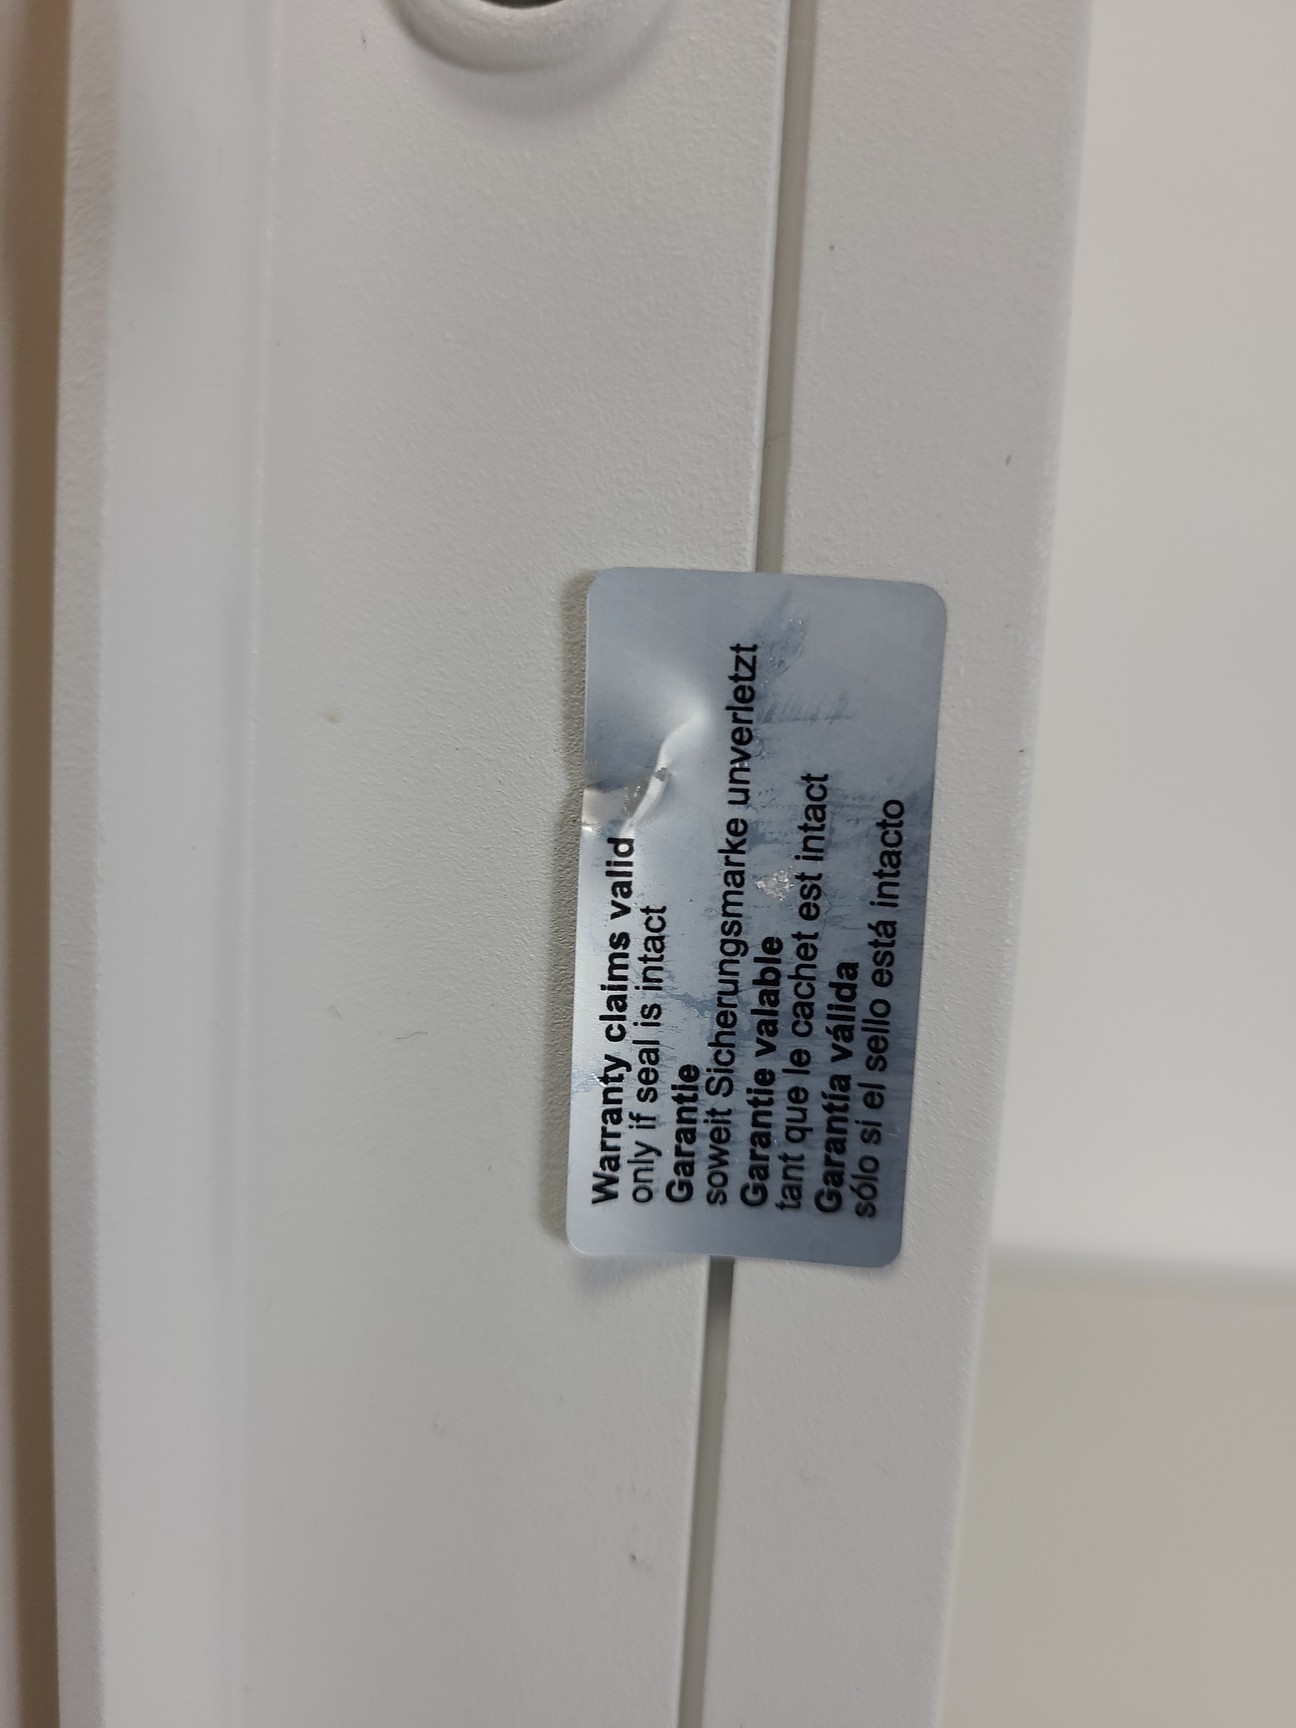 Warranty claims valid
only if seal is intact
Garantie
soweit Sicherungsmarke unverletzt
Garantie valable
tant que le cachet est intact
Garantía válida
sólo si el sello está intacto